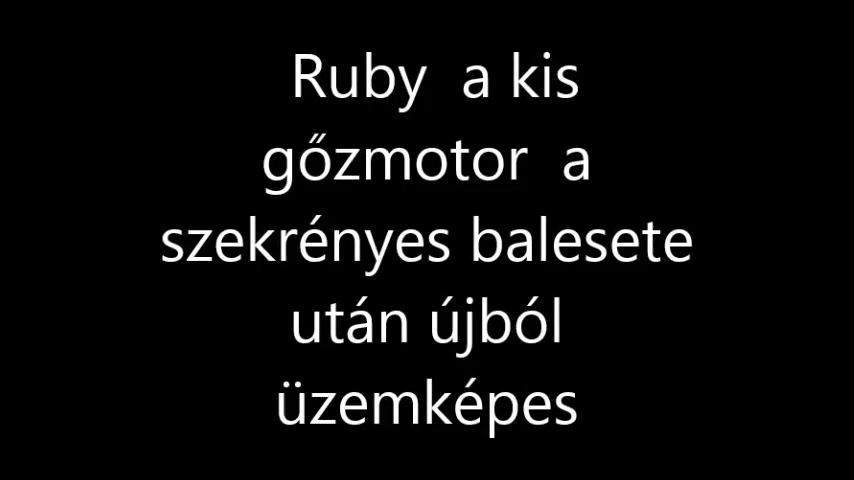 Ruby a kis
gőzmotor a
szekrényes balesete
után újból
üzemképes